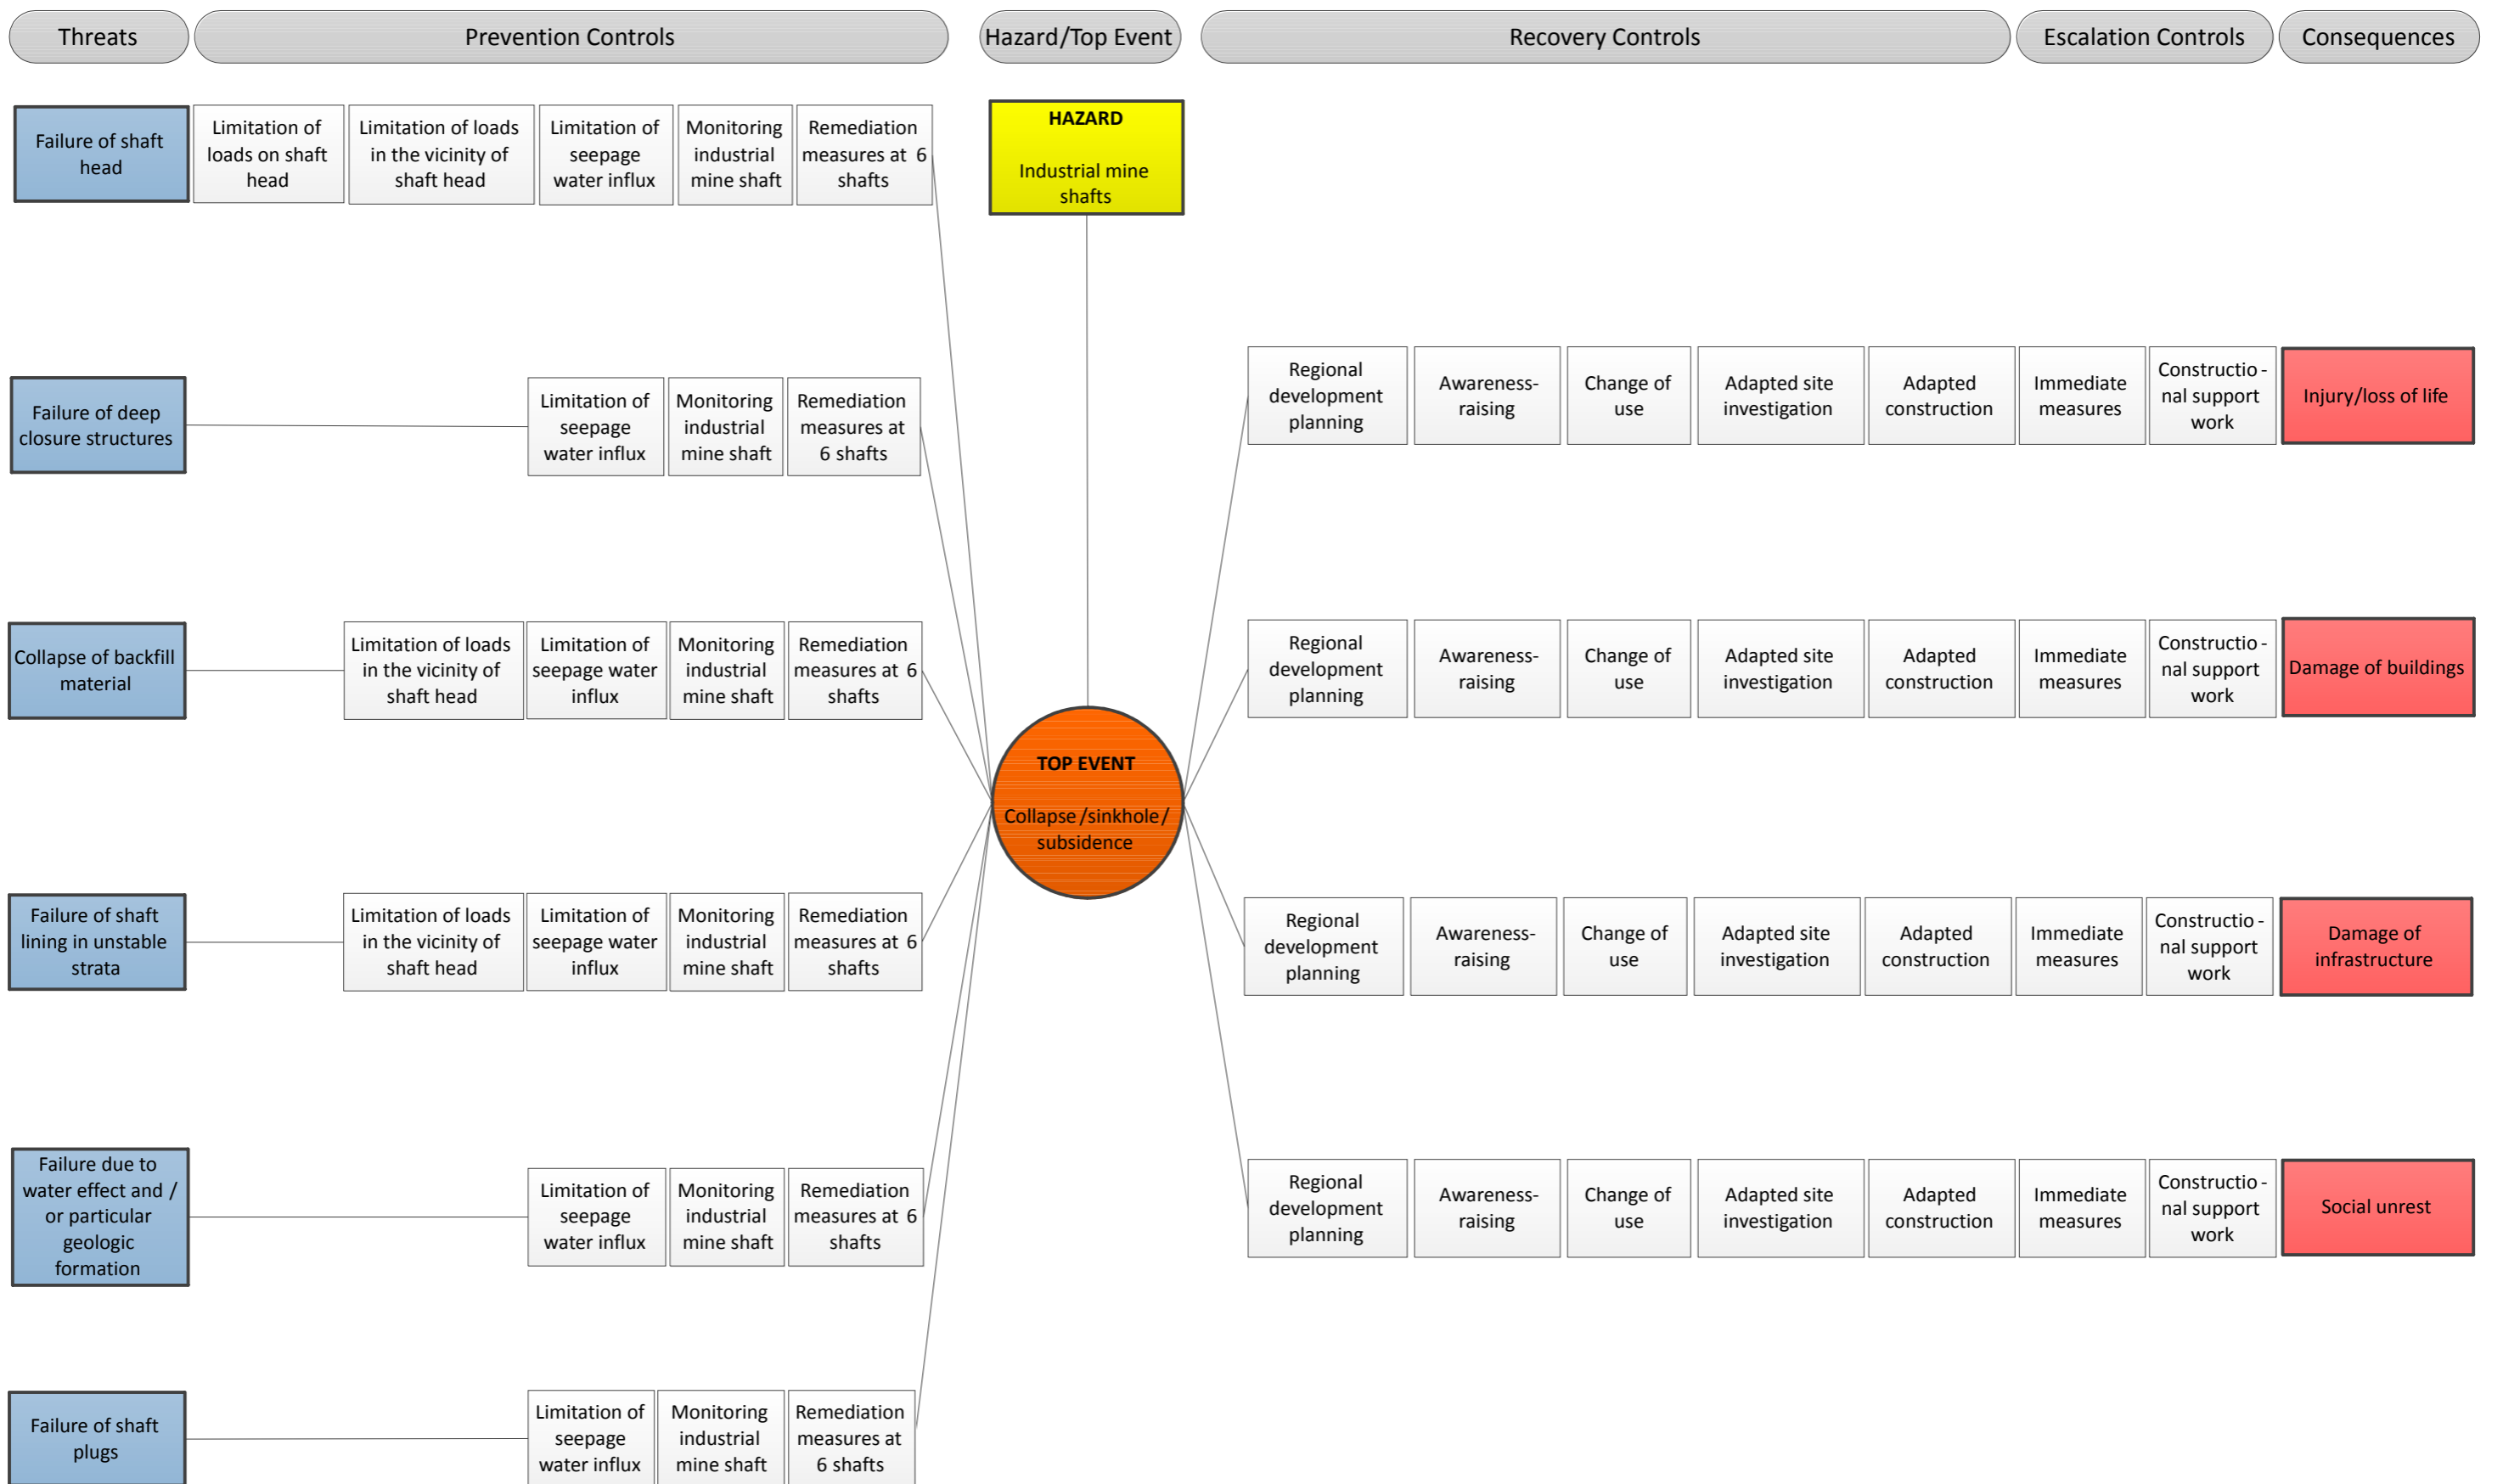 Threats
Prevention Controls
Hazard/Top Event
Recovery Controls
Escalation Controls
Consequences
Failure of shaft
head
Limitation of
loads on shaft
head
Limitation of loads
in the vicinity of
shaft head
Limitation of
seepage
water influx
Monitoring
industrial
mine shaft
Remediation
measures at 6
shafts
HAZARD
Industrial mine
shafts
Failure of deep
closure structures
Limitation of
seepage
water influx
Monitoring
industrial
mine shaft
Remediation
measures at
6 shafts
Regional
development
planning
Awareness-
raising
Change of
use
Adapted site
investigation
Adapted
construction
Immediate
measures
Constructio-
nal support
work
Injury/loss of life
Collapse of backfill
material
Limitation of loads
in the vicinity of
shaft head
Limitation of
seepage water
influx
Monitoring
industrial
mine shaft
Remediation
measures at 6
shafts
Regional
development
planning
Awareness-
raising
Change of
use
Adapted site
investigation
Adapted
construction
Immediate
measures
Constructio-
nal support
work
Damage of buildings
TOP EVENT
Collapse/sinkhole/
subsidence
Failure of shaft
lining in unstable
strata
Limitation of loads
in the vicinity of
shaft head
Limitation of
seepage water
influx
Monitoring
industrial
mine shaft
Remediation
measures at 6
shafts
Regional
development
planning
Awareness-
raising
Change of
use
Adapted site
investigation
Adapted
construction
Immediate
measures
Constructio-
nal support
work
Damage of
infrastructure
Failure due to
water effect and /
or particular
geologic
formation
Limitation of
seepage
water influx
Monitoring
industrial
mine shaft
Remediation
measures at 6
shafts
Regional
development
planning
Awareness-
raising
Change of
use
Adapted site
investigation
Adapted
construction
Immediate
measures
Constructio-
nal support
work
Social unrest
Failure of shaft
plugs
Limitation of
seepage
water influx
Monitoring
industrial
mine shaft
Remediation
measures at
6 shafts